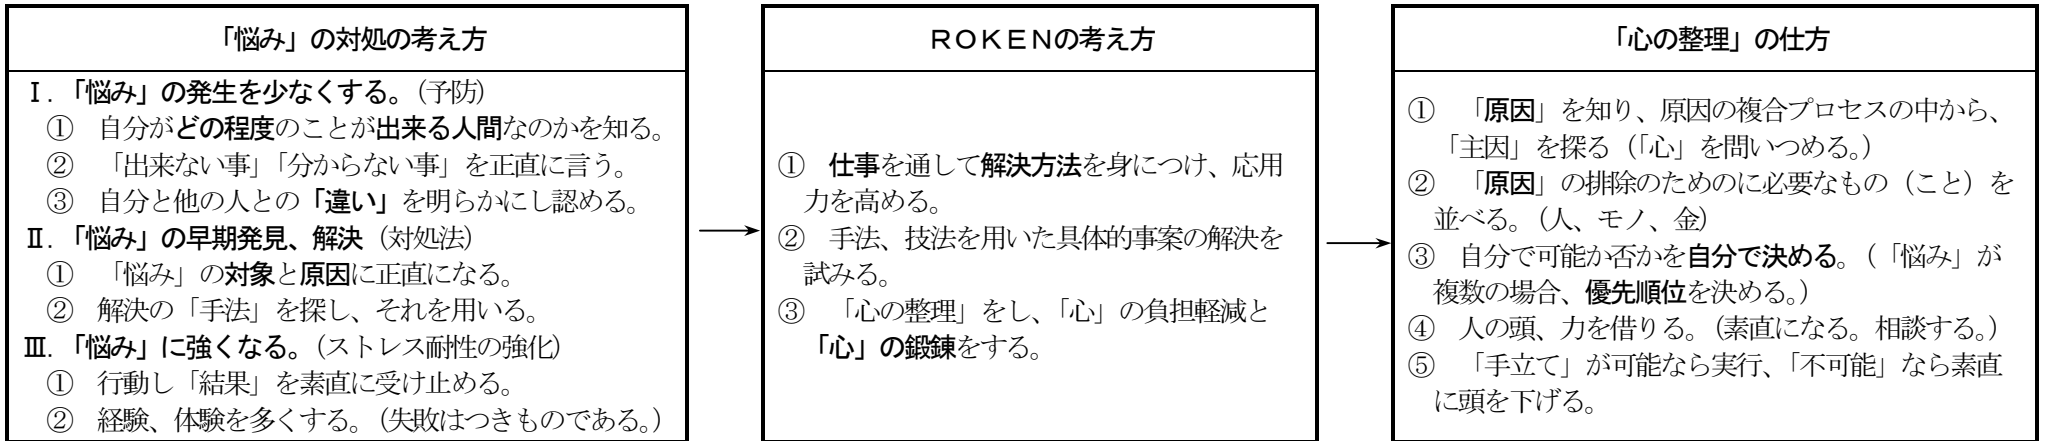 「悩み」の対処の考え方
Ⅰ．「悩み」の発生を少なくする。（予防）
① 自分がどの程度のことが出来る人間なのかを知る。
② 「出来ない事」「分からない事」を正直に言う。
③ 自分と他の人との「違い」を明らかにし認める。
Ⅱ．「悩み」の早期発見、解決（対処法）
① 「悩み」の対象と原因に正直になる。
② 解決の「手法」を探し、それを用いる。
Ⅲ．「悩み」に強くなる。（ストレス耐性の強化）
① 行動し「結果」を素直に受け止める。
② 経験、体験を多くする。（失敗はつきものである。）
ＲＯＫＥＮの考え方
① 仕事を通して解決方法を身につけ、応用
力を高める。
② 手法、技法を用いた具体的事案の解決を
試みる。
③ 「心の整理」をし、「心」の負担軽減と
「心」の鍛錬をする。
「心の整理」の仕方
① 「原因」を知り、原因の複合プロセスの中から、
「主因」を探る（「心」を問いつめる。）
② 「原因」の排除のためのに必要なもの（こと）を
並べる。（人、モノ、金）
③ 自分で可能か否かを自分で決める。（「悩み」が
複数の場合、優先順位を決める。）
④ 人の頭、力を借りる。（素直になる。相談する。）
⑤ 「手立て」が可能なら実行、「不可能」なら素直
に頭を下げる。